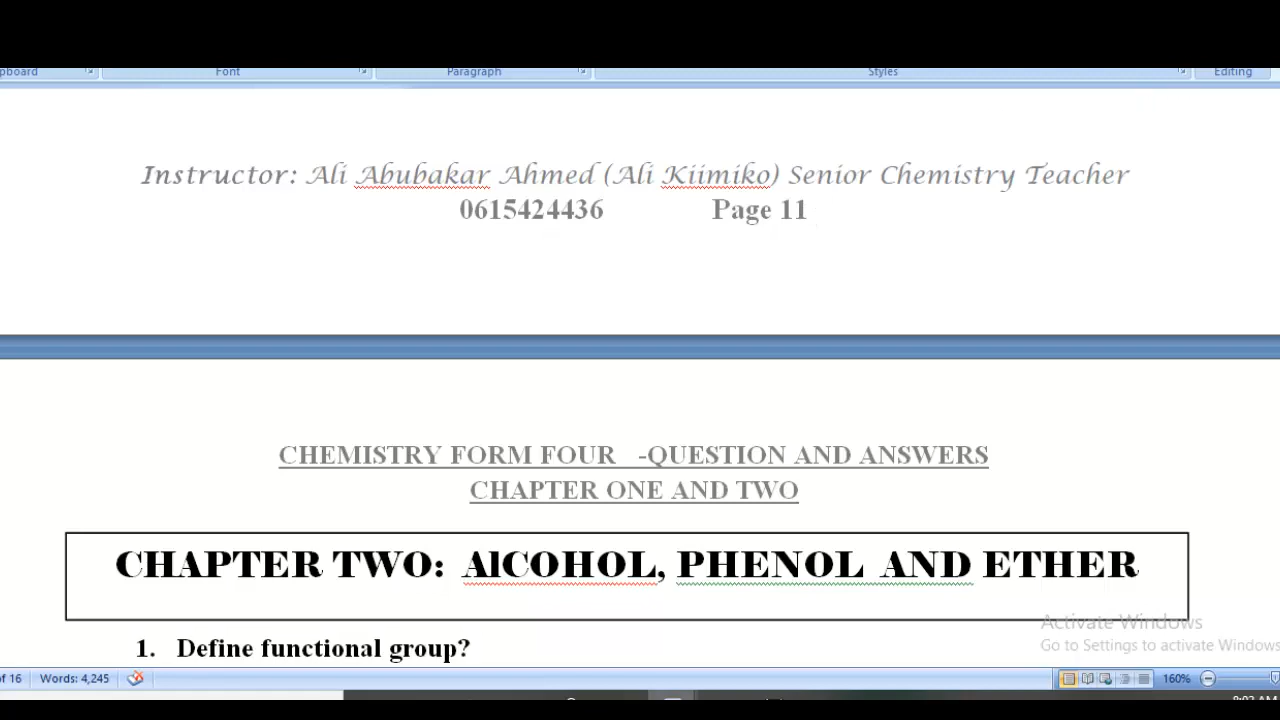 pboard Font Paragraph Styles Editing
Instructor: Ali Abubakar Ahmed (Ali Kiimiko) Senior Chemistry Teacher
0615424436 Page 11
CHEMISTRY FORM FOUR -QUESTION AND ANSWERS
CHAPTER ONE AND TWO
CHAPTER TWO: AlCOHOL, PHENOL AND ETHER
Activate Windows
Go to Settings to activate Windows
1. Define functional group?
of 16 Words: 4,245 160%